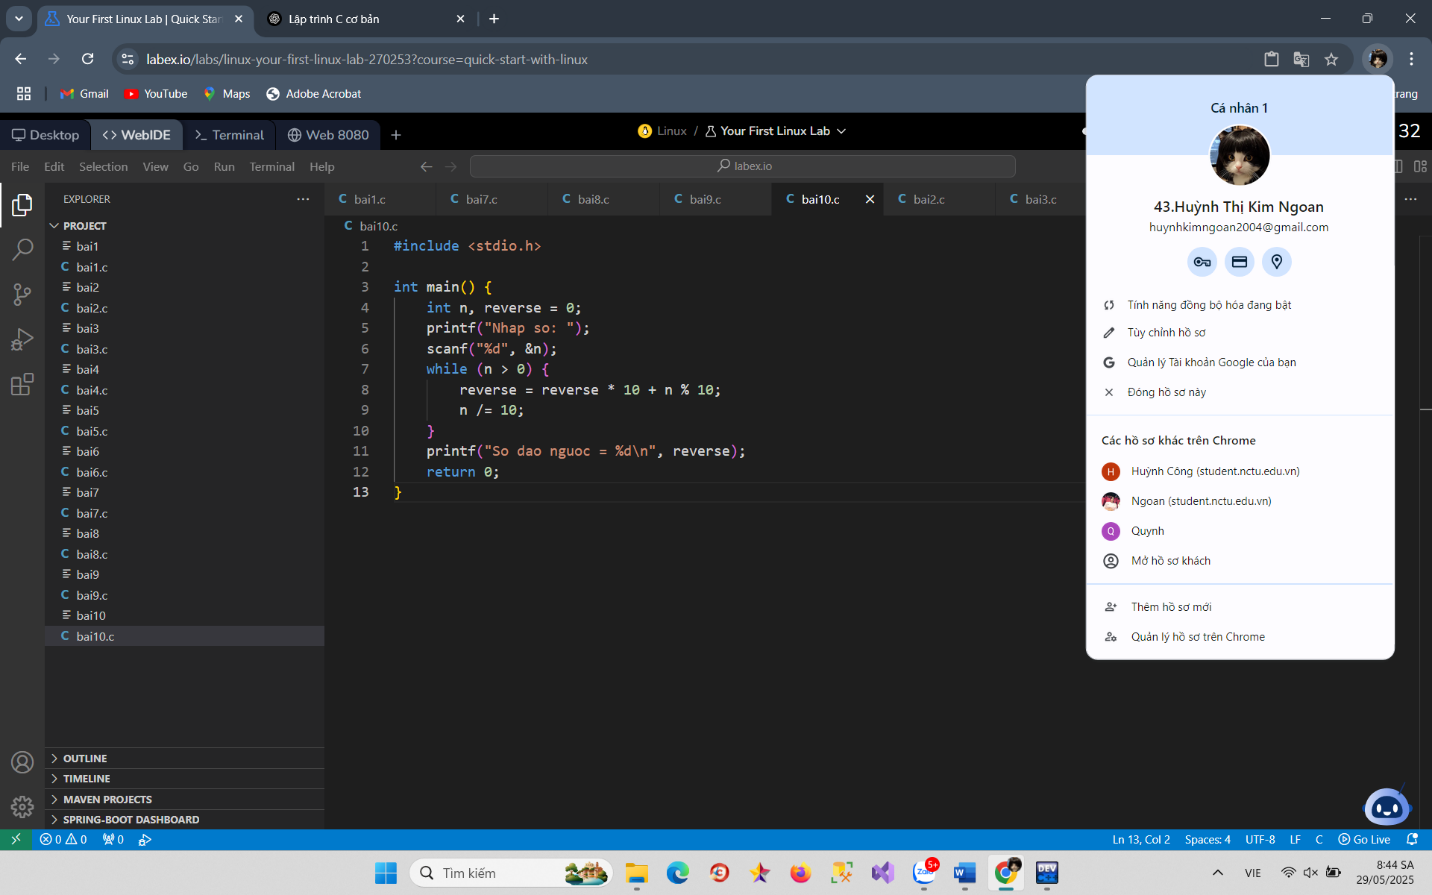 Your First Linux Lab | Quick Star
Lập trình C cơ bản
labex.io/labs/linux-your-first-linux-lab-270253?course=quick-start-with-linux
Gmail
YouTube
Maps
Adobe Acrobat
trang
Desktop
WebIDE
Terminal
Web 8080
Linux / Your First Linux Lab
32
File Edit Selection View Go Run Terminal Help
labex.io
EXPLORER
PROJECT
bai1
bai1.c
bai2
bai2.c
bai3
bai3.c
bai4
bai4.c
bai5
bai5.c
bai6
bai6.c
bai7
bai7.c
bai8
bai8.c
bai9
bai9.c
bai10
bai10.c
OUTLINE
TIMELINE
MAVEN PROJECTS
SPRING-BOOT DASHBOARD
C bai1.c
C bai7.c
C bai8.c
C bai9.c
C bai10.c
C bai2.c
C bai3.c
C bai10.c
1 #include <stdio.h>
2
3 int main() {
4 int n, reverse = 0;
5 printf("Nhap so: ");
6 scanf("%d", &n);
7 while (n > 0) {
8 reverse = reverse * 10 + n % 10;
9 n /= 10;
10 }
11 printf("So dao nguoc = %d\n", reverse);
12 return 0;
13 }
Cá nhân 1
43.Huỳnh Thị Kim Ngoan
huynhkimngoan2004@gmail.com
Tính năng đồng bộ hóa đang bật
Tùy chỉnh hồ sơ
Quản lý Tài khoản Google của bạn
Đóng hồ sơ này
Các hồ sơ khác trên Chrome
H Huỳnh Công (student.nctu.edu.vn)
Ngoan (student.nctu.edu.vn)
Q Quynh
Mở hồ sơ khách
Thêm hồ sơ mới
Quản lý hồ sơ trên Chrome
0 0 0
Ln 13, Col 2 Spaces: 4 UTF-8 LF C Go Live
Tìm kiếm
Zalo 5+
W
DEV
VIE
8:44 SA
29/05/2025